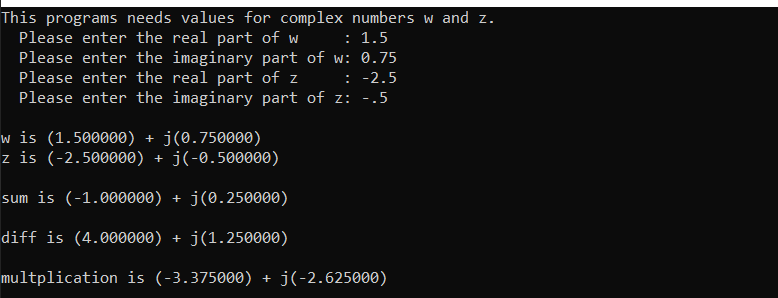 This programs needs values for complex numbers w and z.
  Please enter the real part of w     : 1.5
  Please enter the imaginary part of w: 0.75
  Please enter the real part of z     : -2.5
  Please enter the imaginary part of z: -.5
w is (1.500000) + j(0.750000)
z is (-2.500000) + j(-0.500000)
sum is (-1.000000) + j(0.250000)
diff is (4.000000) + j(1.250000)
multplication is (-3.375000) + j(-2.625000)